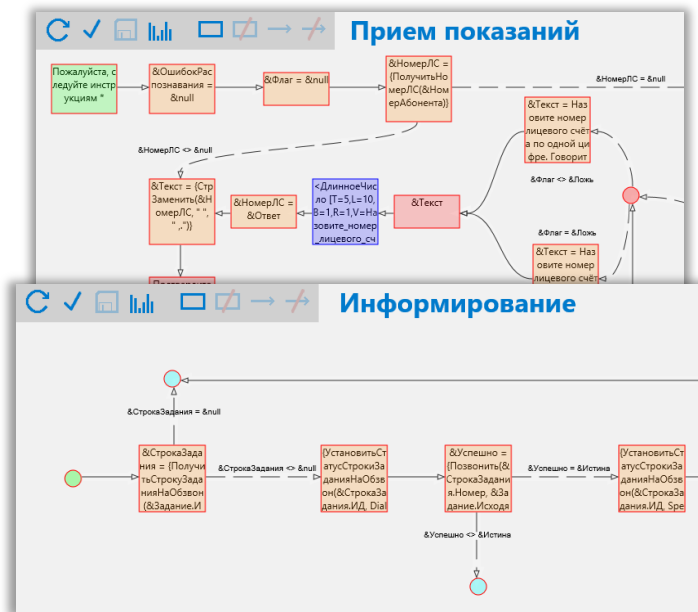 Прием показаний
Пожалуйста, с
ледуйте инстр
укциям *
&ОшибокРас
познавания =
&null
&Флаг = &null
&НомерЛС =
{ПолучитьНо
мерЛС(&Ном
ерАбонента)}
&НомерЛС = &null
&НомерЛС <> &null
&Текст = Наз
овите номер
лицевого счёт
а по одной ци
фре. Говорит
&Флаг <> &Ложь
&Текст = {Стр
Заменить(&Н
омерЛС, " ",
" ,")}
&НомерЛС =
&Ответ
<ДлинноеЧис
ло [T=5,L=10,
B=1,R=1,V=На
зовите_номер
_лицевого_сч
&Текст
&Флаг = &Ложь
&Текст = Наз
овите номер
лицевого счёт
Информирование
&СтрокаЗадания = &null
&СтрокаЗада
ния = {Получи
тьСтрокуЗада
нияНаОбзвон
(&Задание.И
&СтрокаЗадания <> &null
{УстановитьСт
атусСтрокиЗа
данияНаОбзв
он(&СтрокаЗа
дания.ИД, Dial
&Успешно =
{Позвонить(&
СтрокаЗадани
я.Номер, &За
дание.Исходя
&Успешно = &Истина
{УстановитьСт
атусСтрокиЗа
данияНаОбзв
он(&СтрокаЗа
дания.ИД, Spe
&Успешно <> &Истина